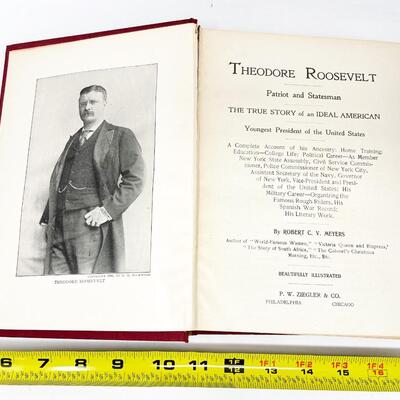 THEODORE ROOSEVELT
Patriot and Statesman
THE TRUE STORY of an IDEAL AMERICAN
Youngest President of the United States
A Complete Account of his Ancestry: Home Training:
Education—College Life; Political Career—As Member
New York State Assembly, Civil Service Commis-
sioner, Police Commissioner of New York City,
Assistant Secretary of the Navy, Governor
of New York, Vice-President and Presi-
dent of the United States; His
Military Career—Organizing the
Famous Rough Riders, His
Spanish War Record;
His Literary Work.
By ROBERT C. V. MEYERS
Author of "World-Famous Women," "Victoria Queen and Empress,"
"The Story of South Africa," "The Colonel's Christmas
Morning, Etc., Etc.
BEAUTIFULLY ILLUSTRATED
P. W. ZIEGLER & CO.
PHILADELPHIA CHICAGO
THEODORE ROOSEVELT
6 7 8 9 10 11 1F 1F1 1F2 1F3 1F4
12 13 14 15 16